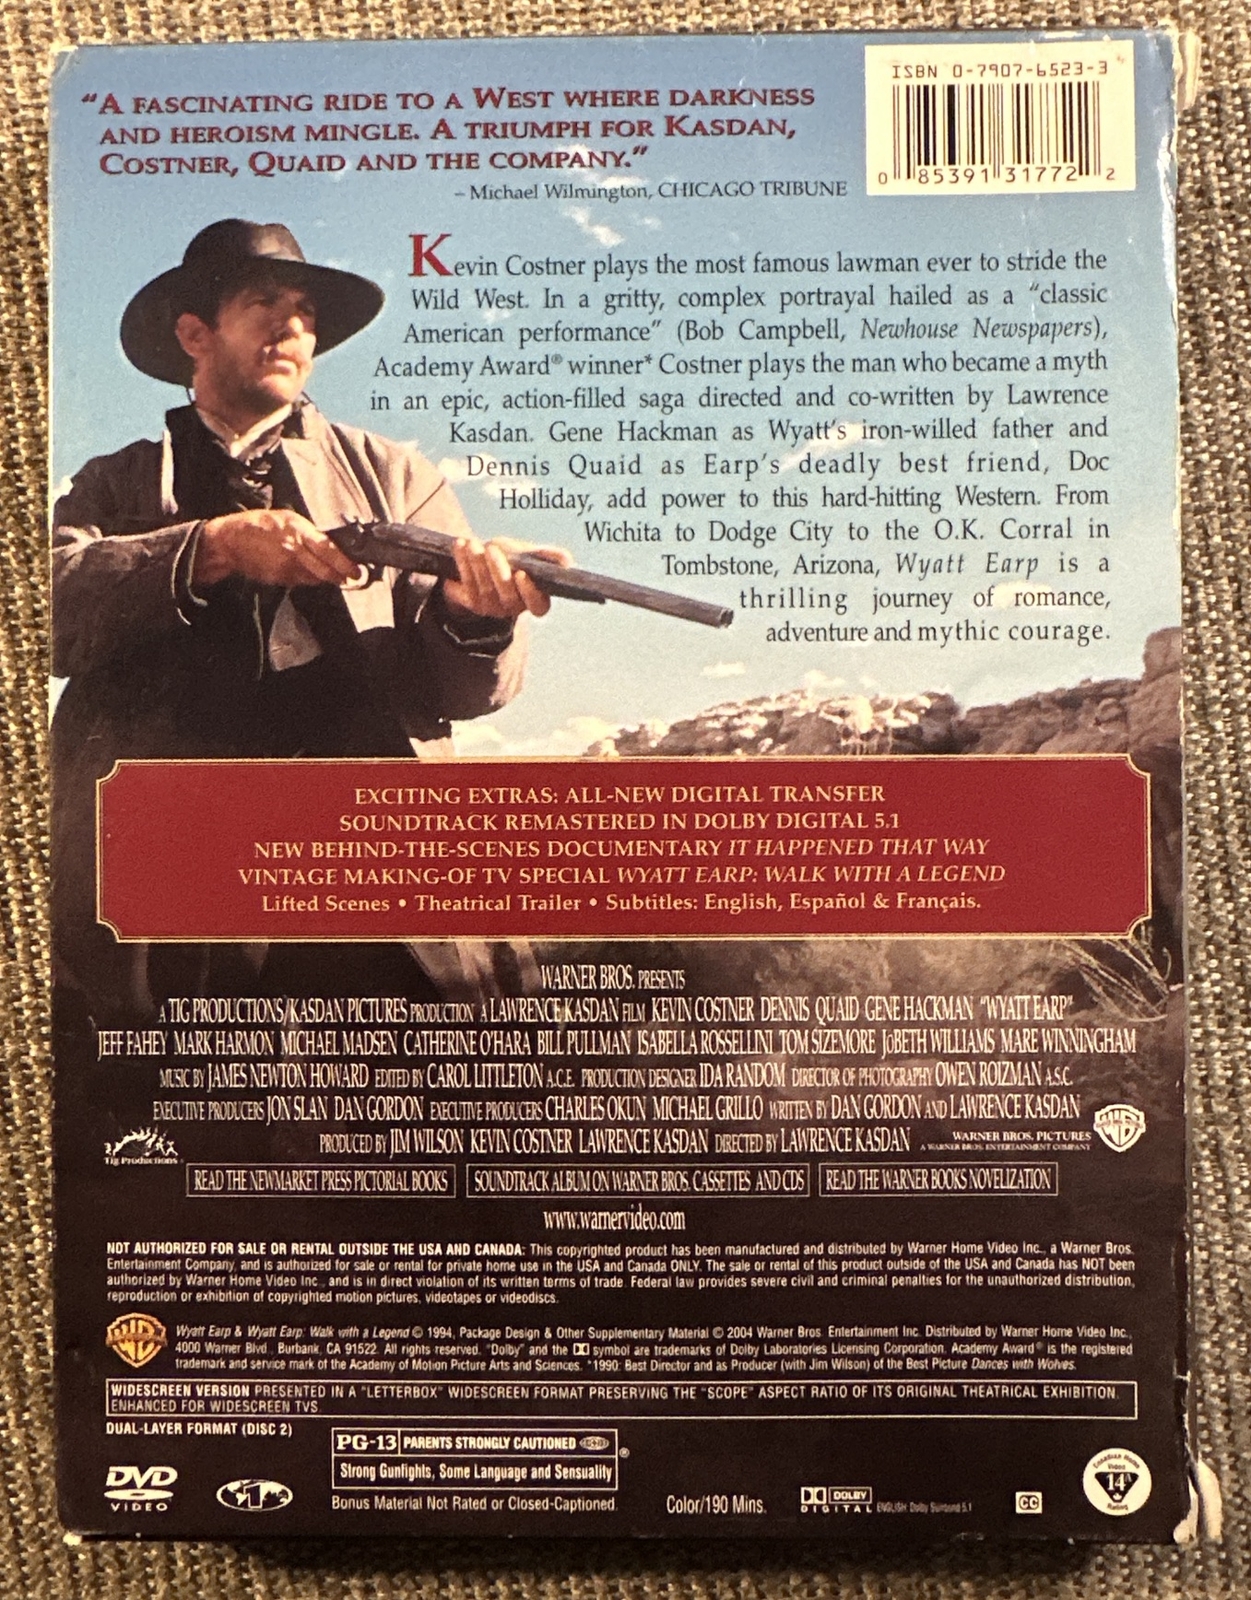 ISBN 0-7907-6523-3
0 85391 31772 2
“A FASCINATING RIDE TO A WEST WHERE DARKNESS
AND HEROISM MINGLE. A TRIUMPH FOR KASDAN,
COSTNER, QUAID AND THE COMPANY.”
– Michael Wilmington, CHICAGO TRIBUNE
Kevin Costner plays the most famous lawman ever to stride the
Wild West. In a gritty, complex portrayal hailed as a “classic
American performance” (Bob Campbell, Newhouse Newspapers),
Academy Award® winner* Costner plays the man who became a myth
in an epic, action-filled saga directed and co-written by Lawrence
Kasdan. Gene Hackman as Wyatt’s iron-willed father and
Dennis Quaid as Earp’s deadly best friend, Doc
Holliday, add power to this hard-hitting Western. From
Wichita to Dodge City to the O.K. Corral in
Tombstone, Arizona, Wyatt Earp is a
thrilling journey of romance,
adventure and mythic courage.
EXCITING EXTRAS: ALL-NEW DIGITAL TRANSFER
SOUNDTRACK REMASTERED IN DOLBY DIGITAL 5.1
NEW BEHIND-THE-SCENES DOCUMENTARY IT HAPPENED THAT WAY
VINTAGE MAKING-OF TV SPECIAL WYATT EARP: WALK WITH A LEGEND
Lifted Scenes • Theatrical Trailer • Subtitles: English, Español & Français.
WARNER BROS. PRESENTS
A TIG PRODUCTIONS/KASDAN PICTURES PRODUCTION A LAWRENCE KASDAN FILM KEVIN COSTNER DENNIS QUAID GENE HACKMAN “WYATT EARP”
JEFF FAHEY MARK HARMON MICHAEL MADSEN CATHERINE O’HARA BILL PULLMAN ISABELLA ROSSELLINI TOM SIZEMORE JoBETH WILLIAMS MARE WINNINGHAM
MUSIC BY JAMES NEWTON HOWARD EDITED BY CAROL LITTLETON A.C.E. PRODUCTION DESIGNER IDA RANDOM DIRECTOR OF PHOTOGRAPHY OWEN ROIZMAN A.S.C.
EXECUTIVE PRODUCERS JON SLAN DAN GORDON EXECUTIVE PRODUCERS CHARLES OKUN MICHAEL GRILLO WRITTEN BY DAN GORDON AND LAWRENCE KASDAN
PRODUCED BY JIM WILSON KEVIN COSTNER LAWRENCE KASDAN DIRECTED BY LAWRENCE KASDAN
WARNER BROS. PICTURES
A WARNER BROS. ENTERTAINMENT COMPANY
Tig Productions
READ THE NEWMARKET PRESS PICTORIAL BOOKS
SOUNDTRACK ALBUM ON WARNER BROS. CASSETTES AND CDS
READ THE WARNER BOOKS NOVELIZATION
www.warnervideo.com
NOT AUTHORIZED FOR SALE OR RENTAL OUTSIDE THE USA AND CANADA: This copyrighted product has been manufactured and distributed by Warner Home Video Inc., a Warner Bros.
Entertainment Company, and is authorized for sale or rental for private home use in the USA and Canada ONLY. The sale or rental of this product outside of the USA and Canada has NOT been
authorized by Warner Home Video Inc., and is in direct violation of its written terms of trade. Federal law provides severe civil and criminal penalties for the unauthorized distribution,
reproduction or exhibition of copyrighted motion pictures, videotapes or videodiscs.
Wyatt Earp & Wyatt Earp: Walk with a Legend © 1994, Package Design & Other Supplementary Material © 2004 Warner Bros. Entertainment Inc. Distributed by Warner Home Video Inc.,
4000 Warner Blvd., Burbank, CA 91522. All rights reserved. "Dolby" and the DD symbol are trademarks of Dolby Laboratories Licensing Corporation. Academy Award® is the registered
trademark and service mark of the Academy of Motion Picture Arts and Sciences. *1990: Best Director and as Producer (with Jim Wilson) of the Best Picture Dances with Wolves.
WIDESCREEN VERSION PRESENTED IN A "LETTERBOX" WIDESCREEN FORMAT PRESERVING THE "SCOPE" ASPECT RATIO OF ITS ORIGINAL THEATRICAL EXHIBITION.
ENHANCED FOR WIDESCREEN TVS.
DUAL-LAYER FORMAT (DISC 2)
DVD
VIDEO
1
PG-13 PARENTS STRONGLY CAUTIONED ®
Strong Gunfights, Some Language and Sensuality
Bonus Material Not Rated or Closed-Captioned.
Color/190 Mins.
DOLBY
DIGITAL ENGLISH: Dolby Surround 5.1
CC
Canadian Home
Video
14A
Rating